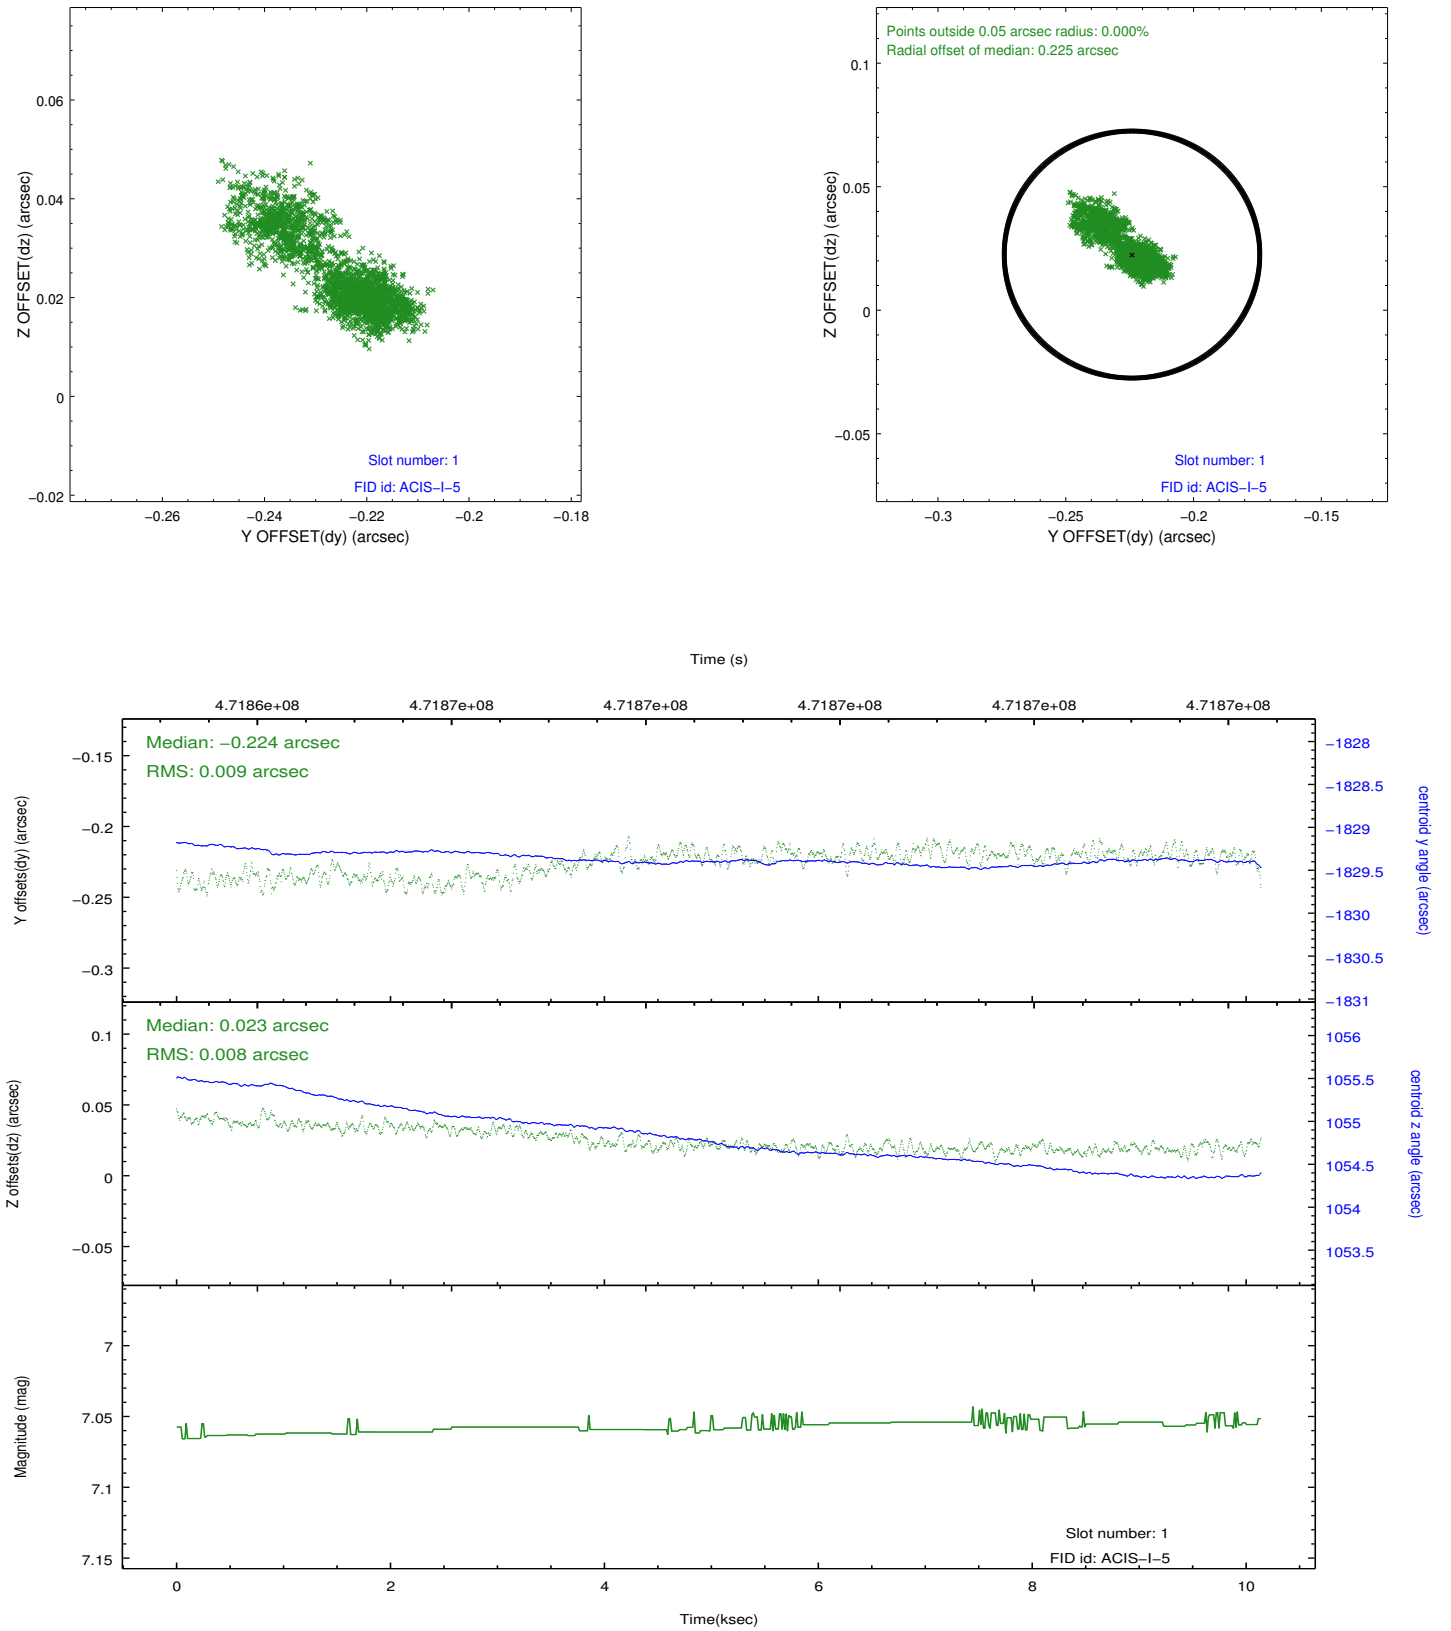 0.06
0.04
0.02
0
−0.02
Z OFFSET(dz) (arcsec)
Slot number: 1
FID id: ACIS−I−5
−0.26
−0.24
−0.22
−0.2
−0.18
Y OFFSET(dy) (arcsec)
Points outside 0.05 arcsec radius: 0.000%
Radial offset of median: 0.225 arcsec
0.1
0.05
0
−0.05
Z OFFSET(dz) (arcsec)
Slot number: 1
FID id: ACIS−I−5
−0.3
−0.25
−0.2
−0.15
Y OFFSET(dy) (arcsec)
Time (s)
4.7186e+08
4.7187e+08
4.7187e+08
4.7187e+08
4.7187e+08
4.7187e+08
Median: −0.224 arcsec
RMS: 0.009 arcsec
−0.15
−0.2
−0.25
−0.3
Y offsets(dy) (arcsec)
−1828
−1828.5
−1829
−1829.5
−1830
−1830.5
−1831
centroid y angle (arcsec)
Median: 0.023 arcsec
RMS: 0.008 arcsec
0.1
0.05
0
−0.05
Z offsets(dz) (arcsec)
1056
1055.5
1055
1054.5
1054
1053.5
centroid z angle (arcsec)
7
7.05
7.1
7.15
Magnitude (mag)
Slot number: 1
FID id: ACIS−I−5
0
2
4
6
8
10
Time(ksec)